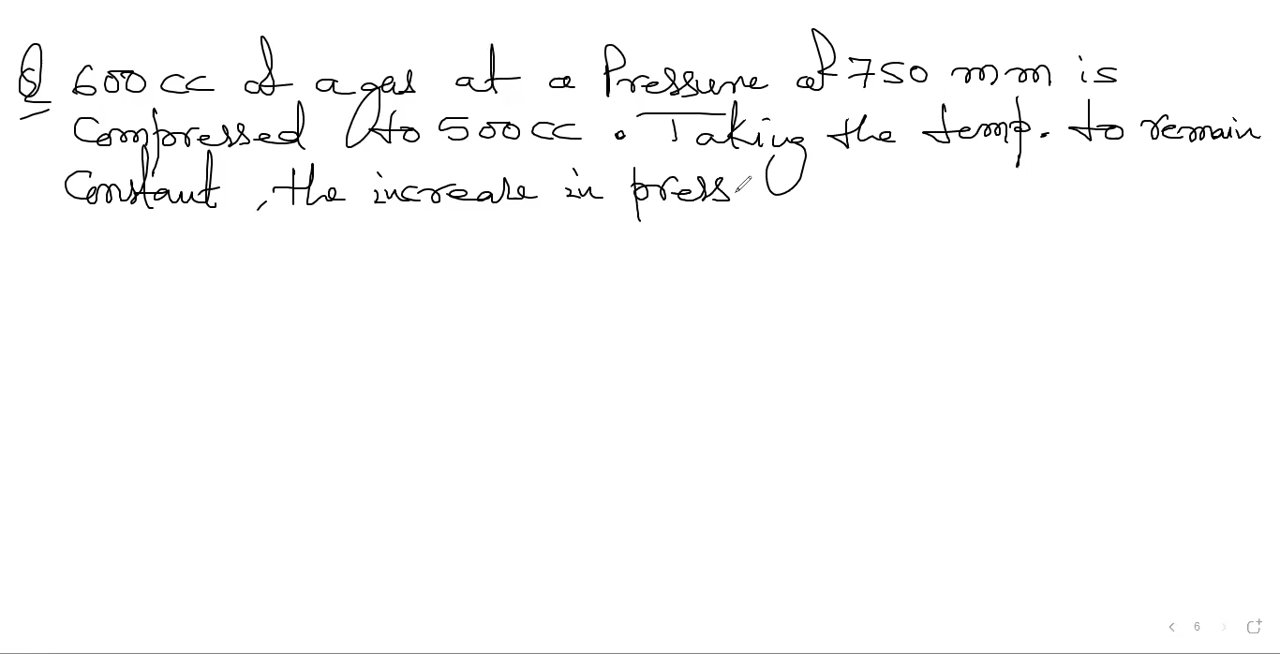 Q 600 cc of a gas at a Pressure of 750 mm is
Compressed to 500 cc . Taking the temp. to remain
Constant , the increase in press
6